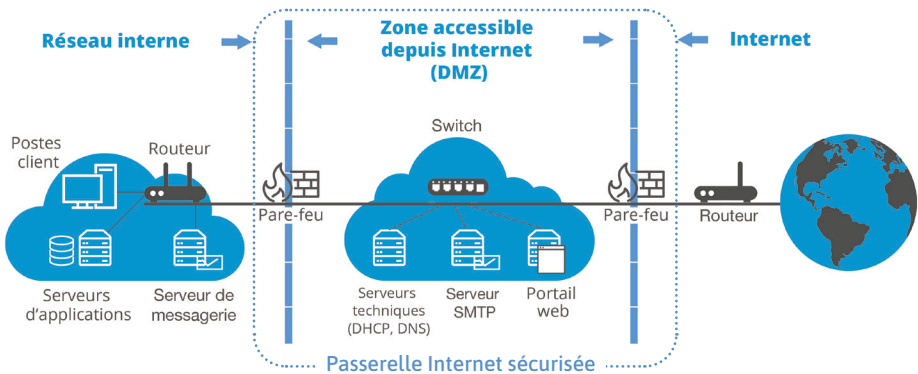 Réseau interne
Zone accessible
depuis Internet
(DMZ)
Internet
Postes
client
Routeur
Switch
Pare-feu
Pare-feu
Routeur
Serveurs
d'applications
Serveur de
messagerie
Serveurs
techniques
(DHCP, DNS)
Serveur
SMTP
Portail
web
Passerelle Internet sécurisée